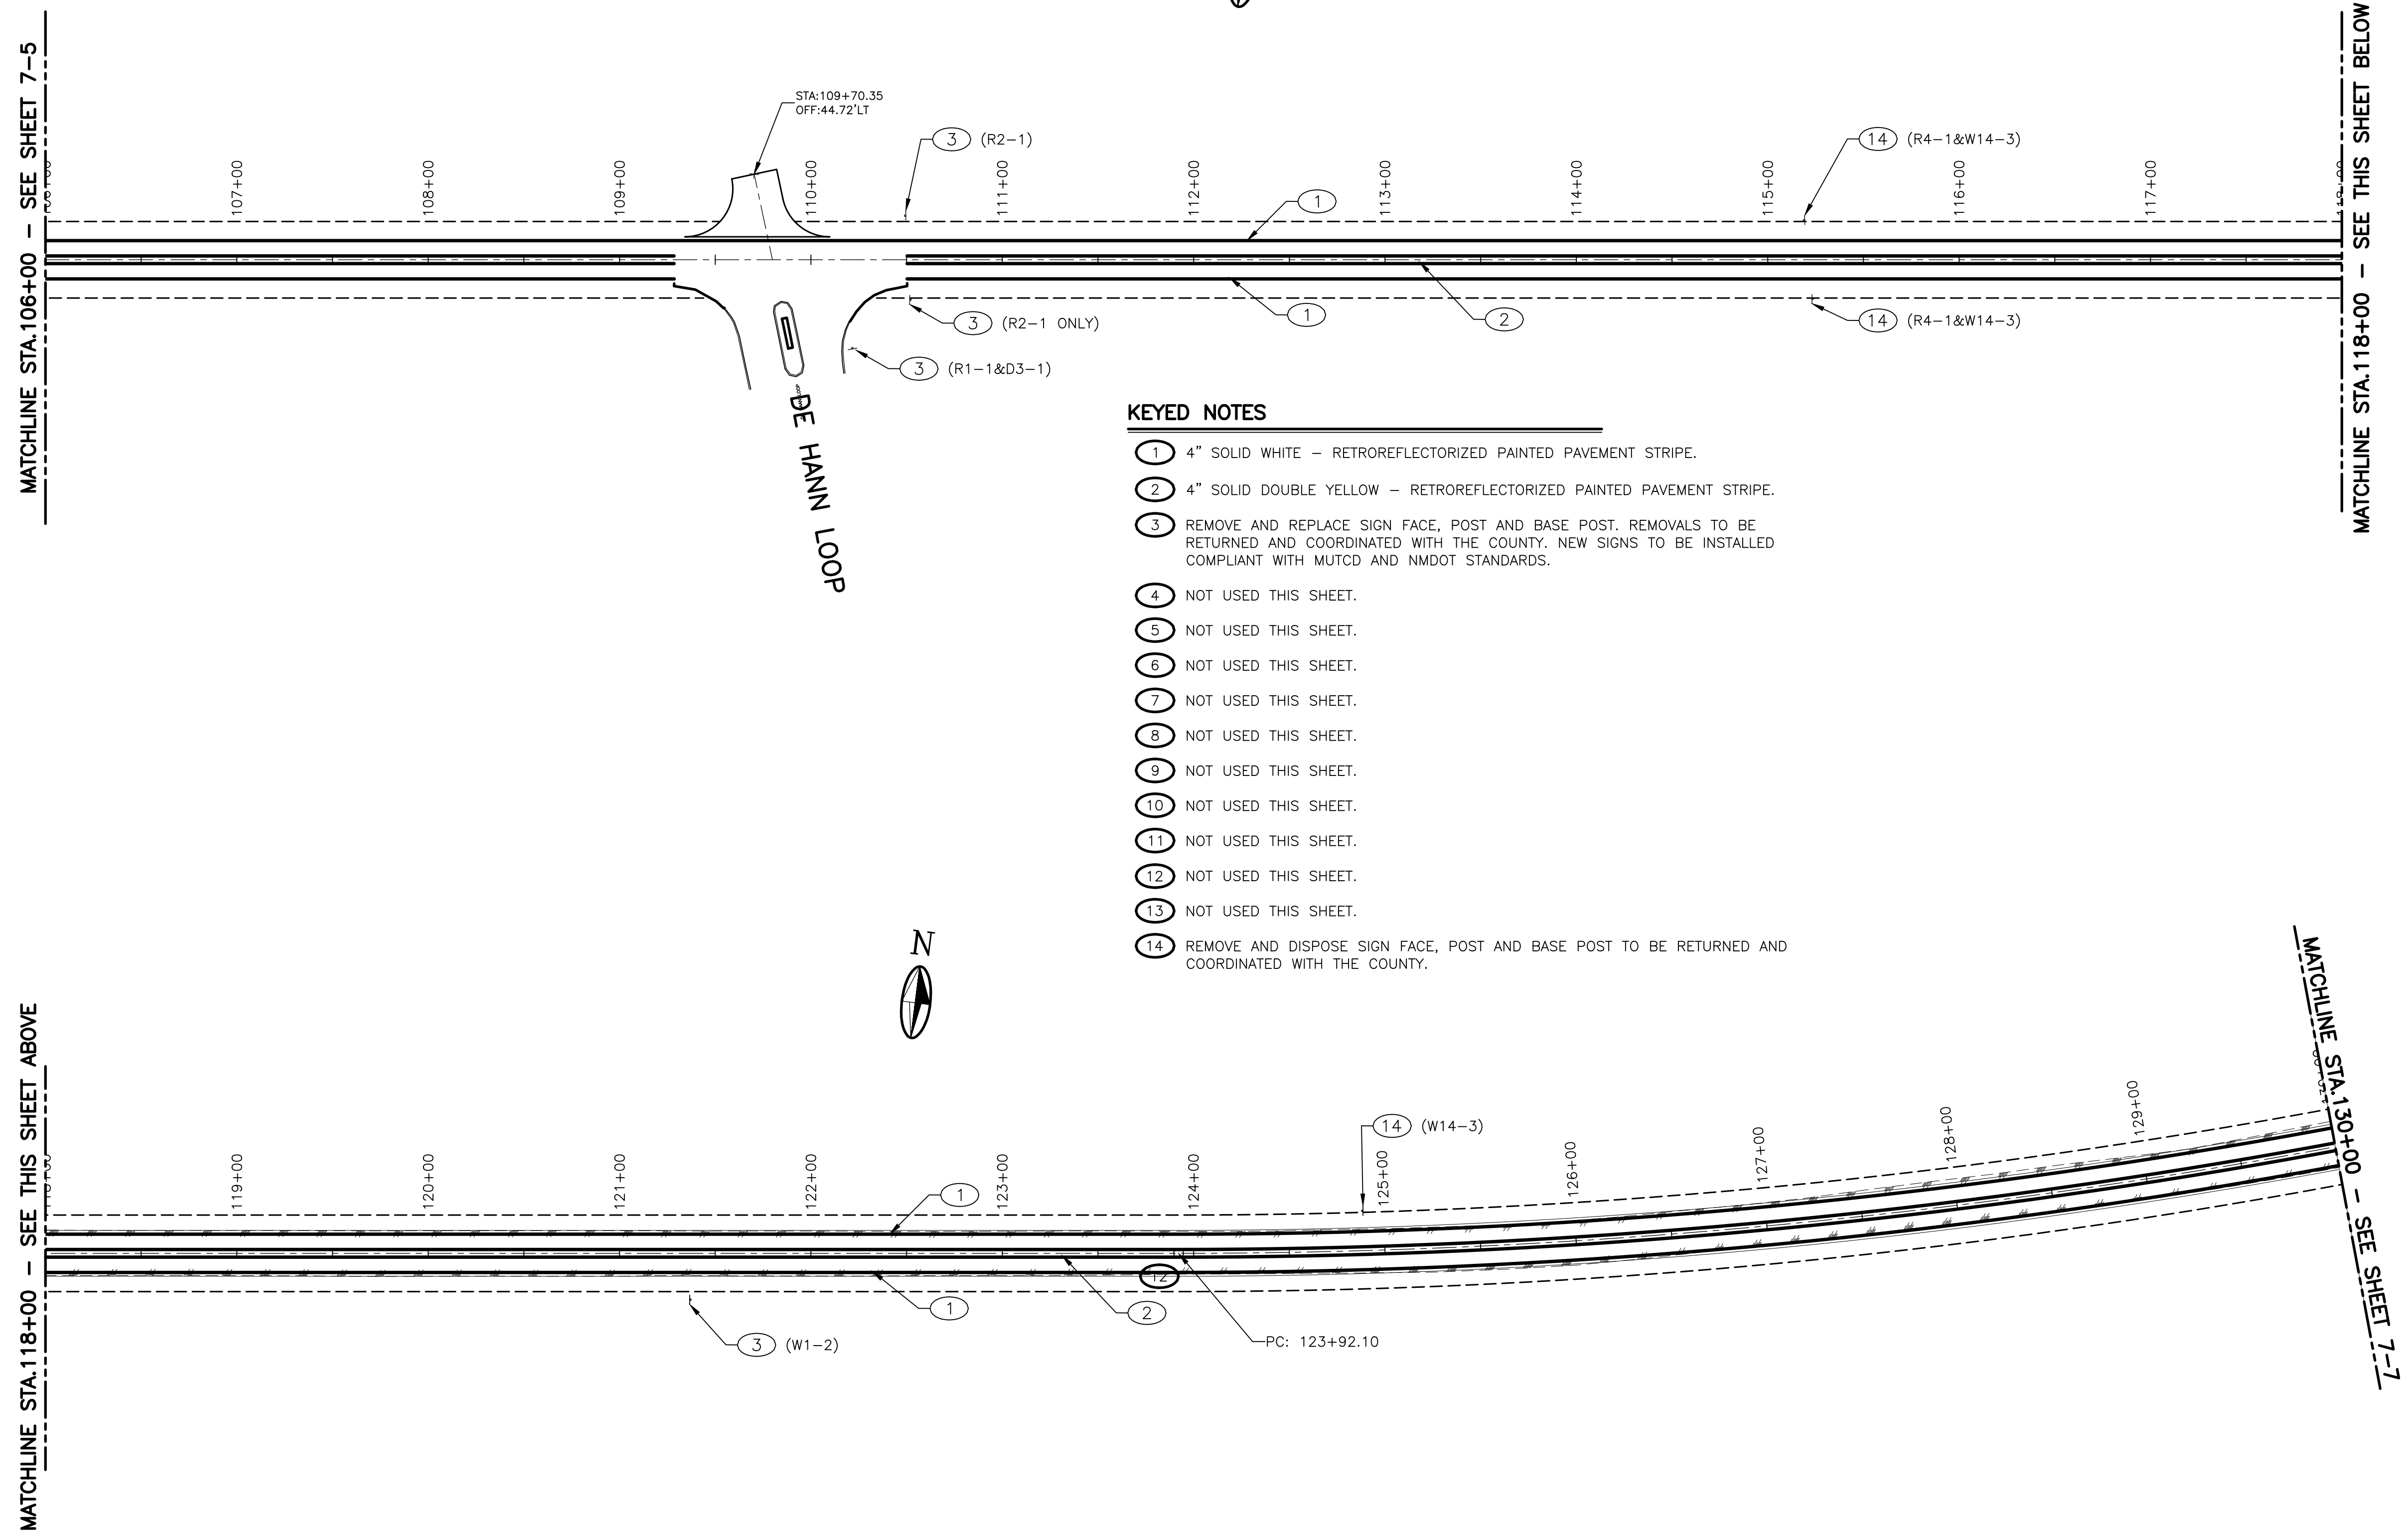 MATCHLINE STA.106+00 – SEE SHEET 7–5
107+00
108+00
109+00
110+00
111+00
112+00
113+00
114+00
115+00
116+00
117+00
MATCHLINE STA.118+00 – SEE THIS SHEET BELOW
STA:109+70.35
OFF:44.72'LT
3 (R2–1)
1
14 (R4–1&W14–3)
3 (R2–1 ONLY)
1
2
14 (R4–1&W14–3)
3 (R1–1&D3–1)
DE HANN LOOP
KEYED NOTES
1 4” SOLID WHITE – RETROREFLECTORIZED PAINTED PAVEMENT STRIPE.
2 4” SOLID DOUBLE YELLOW – RETROREFLECTORIZED PAINTED PAVEMENT STRIPE.
3 REMOVE AND REPLACE SIGN FACE, POST AND BASE POST. REMOVALS TO BE
RETURNED AND COORDINATED WITH THE COUNTY. NEW SIGNS TO BE INSTALLED
COMPLIANT WITH MUTCD AND NMDOT STANDARDS.
4 NOT USED THIS SHEET.
5 NOT USED THIS SHEET.
6 NOT USED THIS SHEET.
7 NOT USED THIS SHEET.
8 NOT USED THIS SHEET.
9 NOT USED THIS SHEET.
10 NOT USED THIS SHEET.
11 NOT USED THIS SHEET.
12 NOT USED THIS SHEET.
13 NOT USED THIS SHEET.
14 REMOVE AND DISPOSE SIGN FACE, POST AND BASE POST TO BE RETURNED AND
COORDINATED WITH THE COUNTY.
N
MATCHLINE STA.118+00 – SEE THIS SHEET ABOVE
119+00
120+00
121+00
122+00
123+00
124+00
125+00
126+00
127+00
128+00
129+00
MATCHLINE STA.130+00 – SEE SHEET 7–7
14 (W14–3)
1
12
1
2
3 (W1–2)
PC: 123+92.10